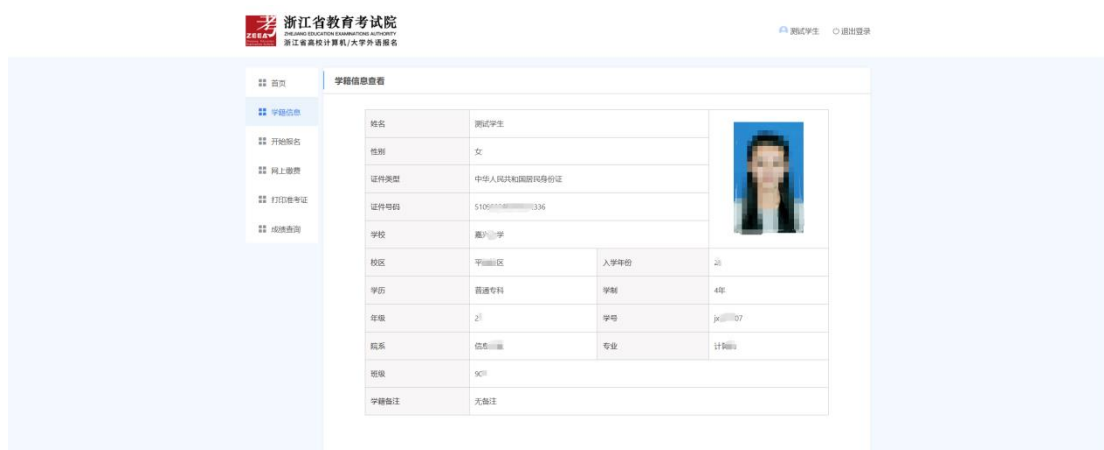 浙江省教育考试院
ZHEJIANG EDUCATION EXAMINATIONS AUTHORITY
浙江省高校计算机/大学外语报名
ZEEA
测试学生 退出登录
首页
学籍信息
开始报名
网上缴费
打印准考证
成绩查询
学籍信息查看
姓名 测试学生
性别 女
证件类型 中华人民共和国居民身份证
证件号码
学校
校区 入学年份
学历 普通专科 学制 4年
年级 学号
院系 专业
班级
学籍备注 无备注